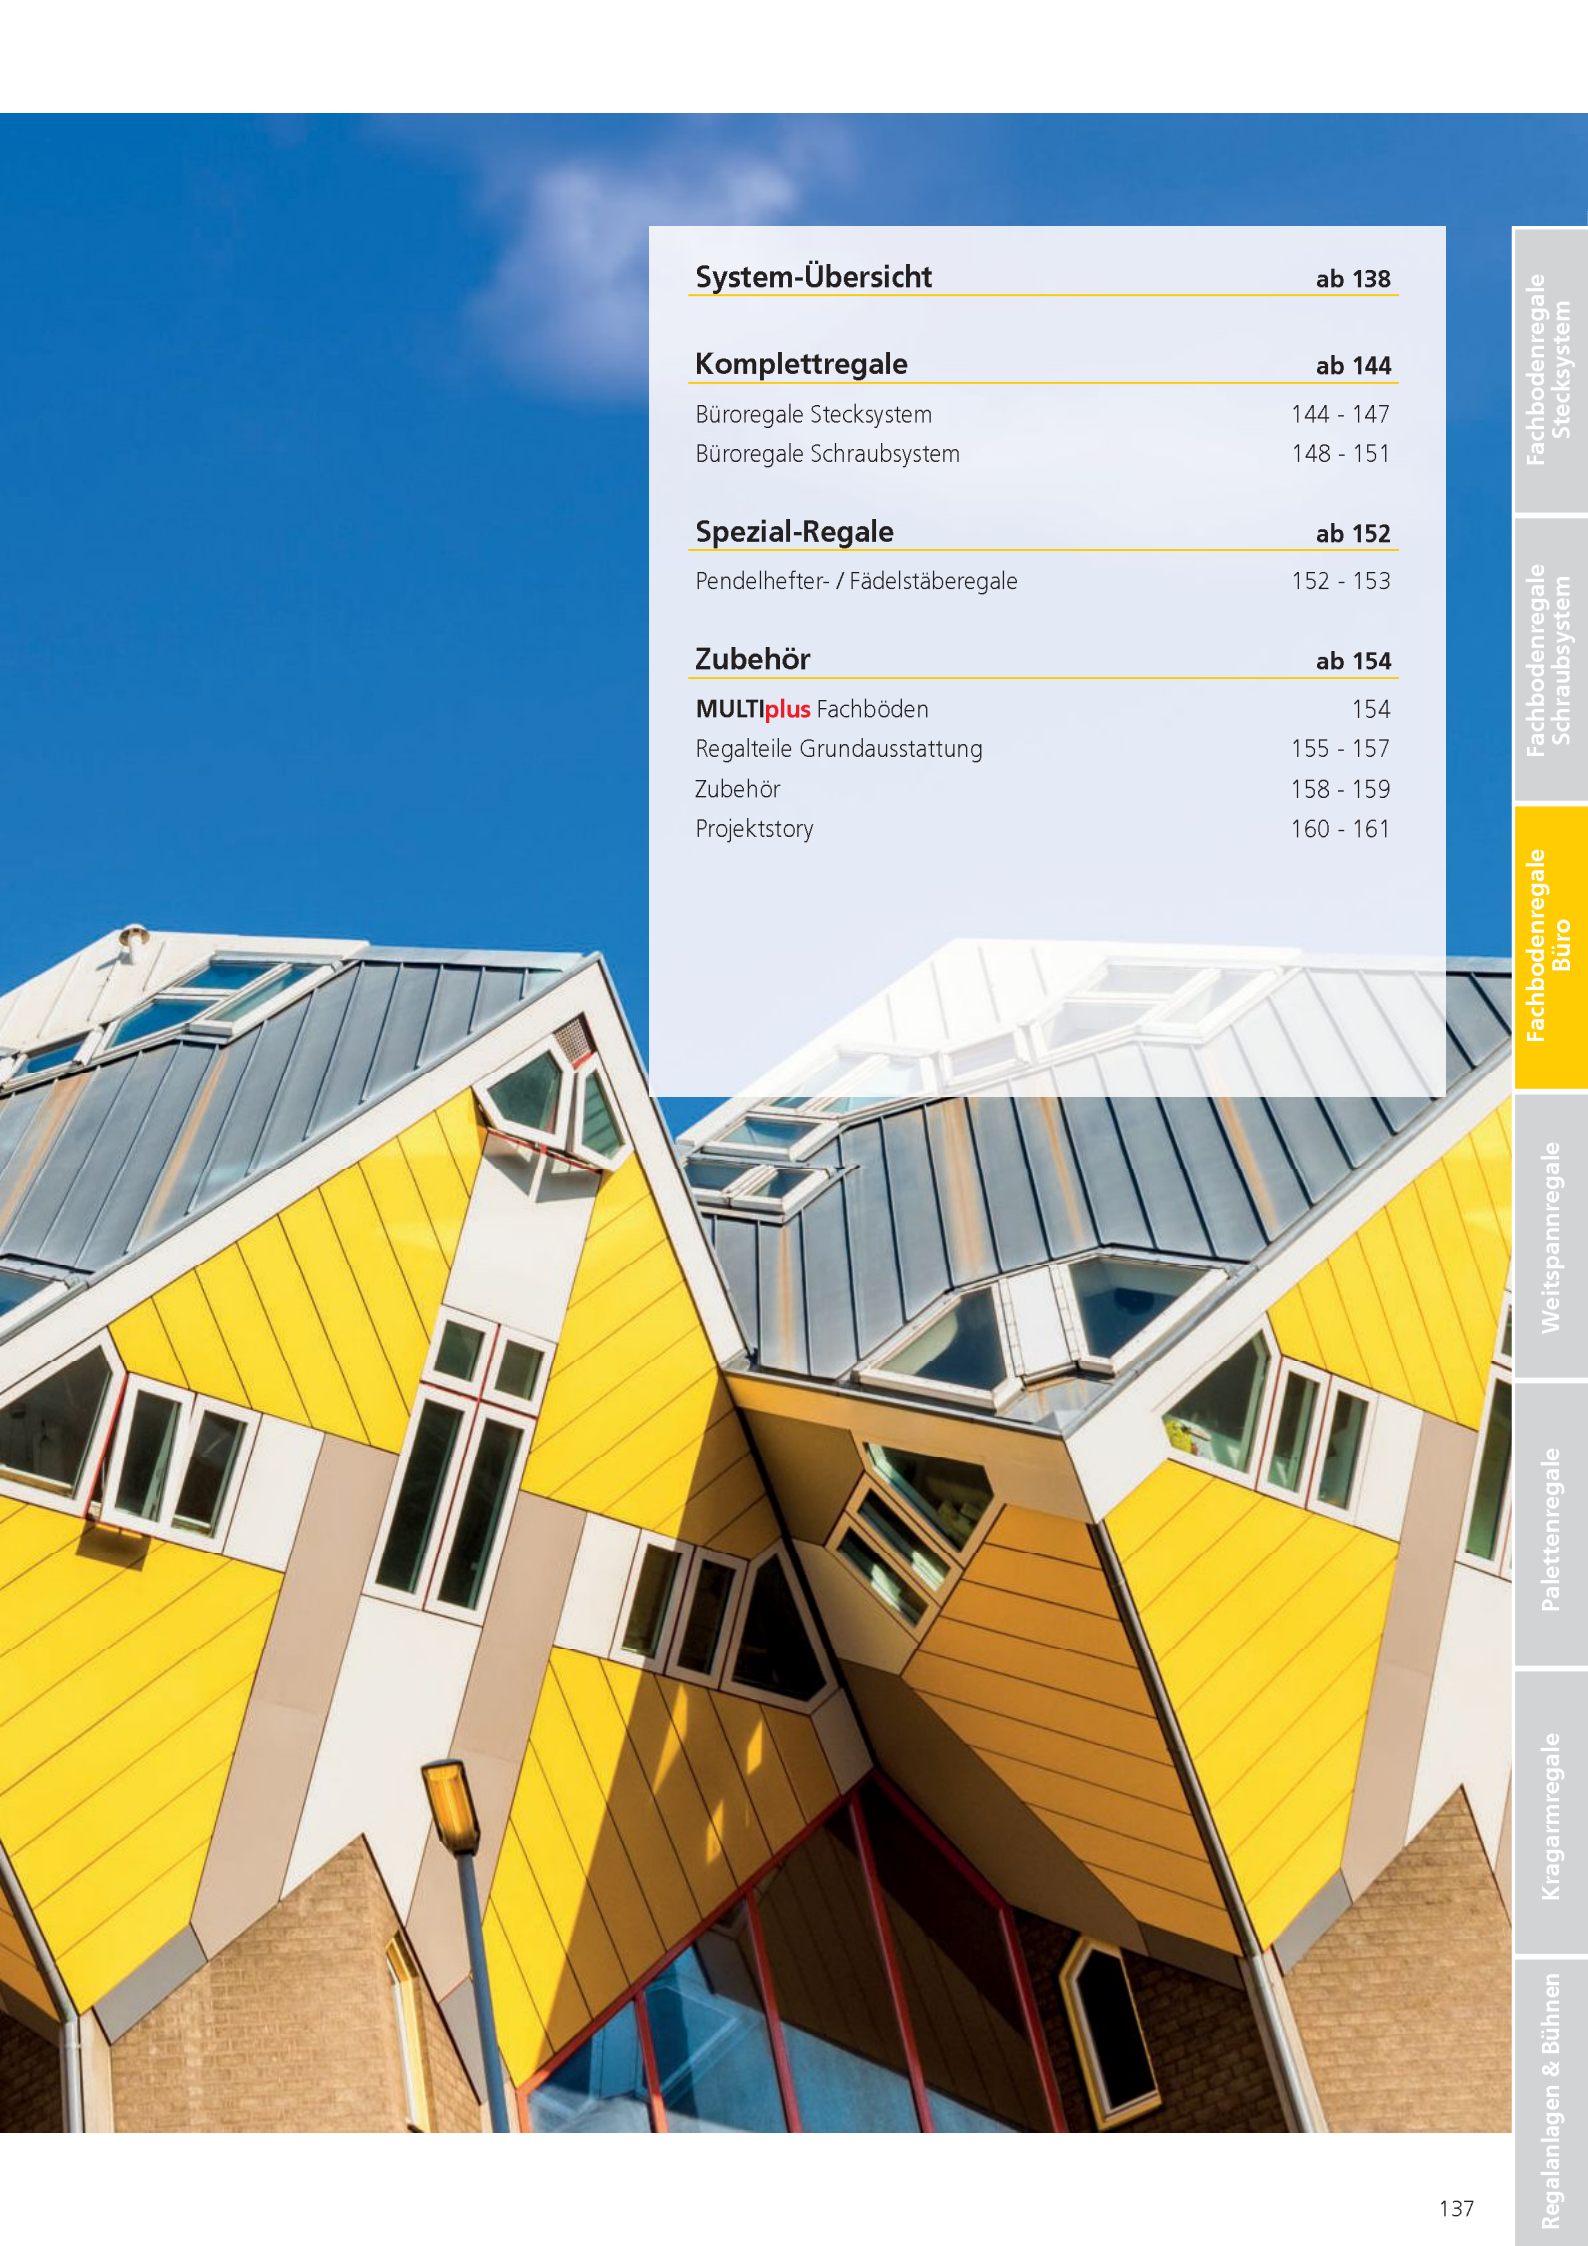 System-Übersicht ab 138
Komplettregale ab 144
Büroregale Stecksystem 144 - 147
Büroregale Schraubsystem 148 - 151
Spezial-Regale ab 152
Pendelhefter- / Fädelstäberegale 152 - 153
Zubehör ab 154
MULTIplus Fachböden 154
Regalteile Grundausstattung 155 - 157
Zubehör 158 - 159
Projektstory 160 - 161
Fachbodenregale
Stecksystem
Fachbodenregale
Schraubsystem
Fachbodenregale
Büro
Weitspannregale
Palettenregale
Kragarmregale
Regalanlagen & Bühnen
137